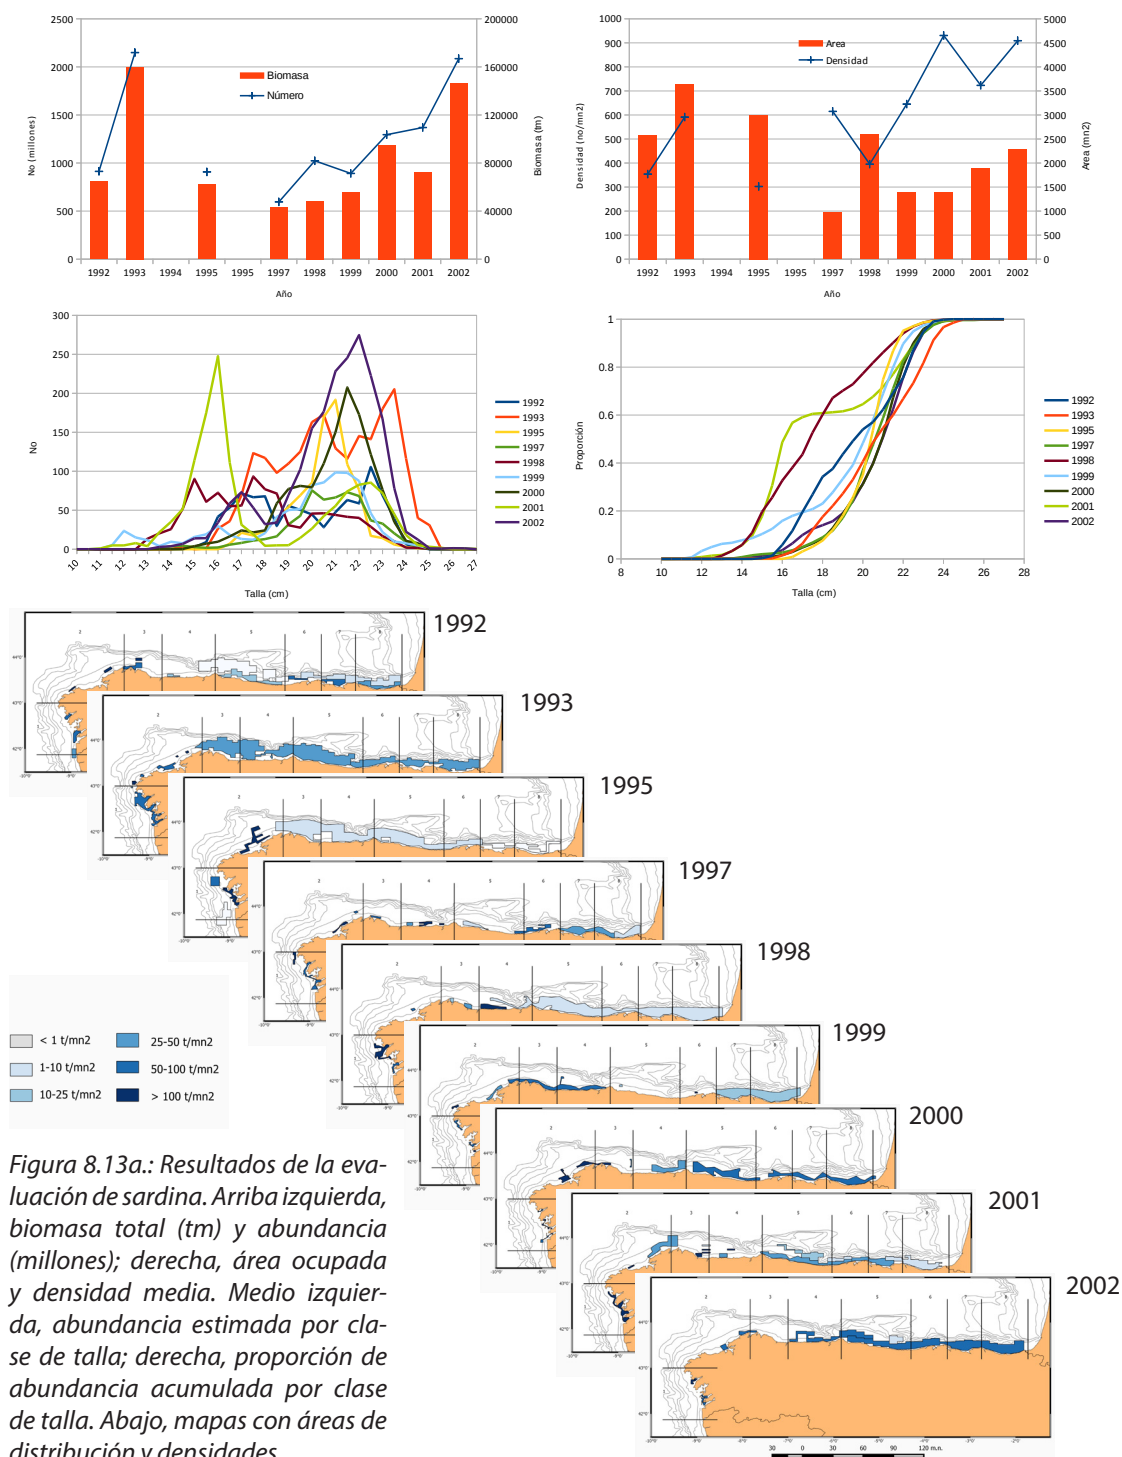 2500
2000
1500
1000
500
0
No (millones)
200000
160000
120000
80000
40000
0
Biomasa (tm)
Biomasa
Número
1992 1993 1994 1995 1995 1997 1998 1999 2000 2001 2002
Año
1000
900
800
700
600
500
400
300
200
100
0
Densidad (no/mn2)
5000
4500
4000
3500
3000
2500
2000
1500
1000
500
0
Area (mn2)
Area
Densidad
1992 1993 1994 1995 1995 1997 1998 1999 2000 2001 2002
Año
300
250
200
150
100
50
0
No
10 11 12 13 14 15 16 17 18 19 20 21 22 23 24 25 26 27
Talla (cm)
1992
1993
1995
1997
1998
1999
2000
2001
2002
1
0.8
0.6
0.4
0.2
0
Proporción
8 10 12 14 16 18 20 22 24 26 28
Talla (cm)
1992
1993
1995
1997
1998
1999
2000
2001
2002
1992
1993
1995
1997
1998
1999
2000
2001
2002
< 1 t/mn2
1-10 t/mn2
10-25 t/mn2
25-50 t/mn2
50-100 t/mn2
> 100 t/mn2
30 0 30 60 90 120 m.n.
Figura 8.13a.: Resultados de la eva-
luación de sardina. Arriba izquierda,
biomasa total (tm) y abundancia
(millones); derecha, área ocupada
y densidad media. Medio izquier-
da, abundancia estimada por cla-
se de talla; derecha, proporción de
abundancia acumulada por clase
de talla. Abajo, mapas con áreas de
distribución y densidades